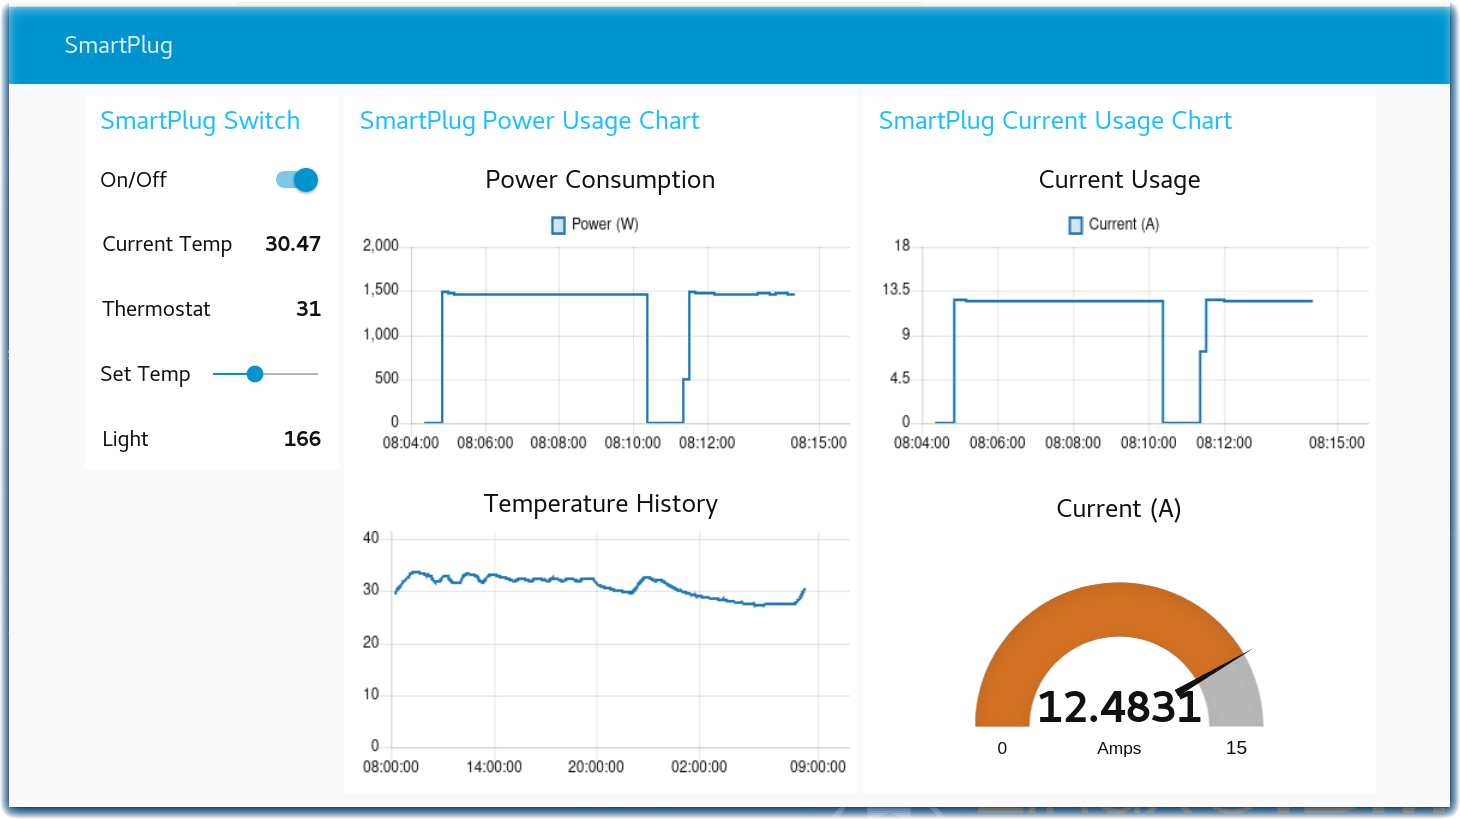 SmartPlug
SmartPlug Switch
On/Off
Current Temp 30.47
Thermostat 31
Set Temp
Light 166
SmartPlug Power Usage Chart
Power Consumption
Power (W)
2,000
1,500
1,000
500
0
08:04:00 08:06:00 08:08:00 08:10:00 08:12:00 08:15:00
Temperature History
40
30
20
10
0
08:00:00 14:00:00 20:00:00 02:00:00 09:00:00
SmartPlug Current Usage Chart
Current Usage
Current (A)
18
13.5
9
4.5
0
08:04:00 08:06:00 08:08:00 08:10:00 08:12:00 08:15:00
Current (A)
12.4831
0 Amps 15